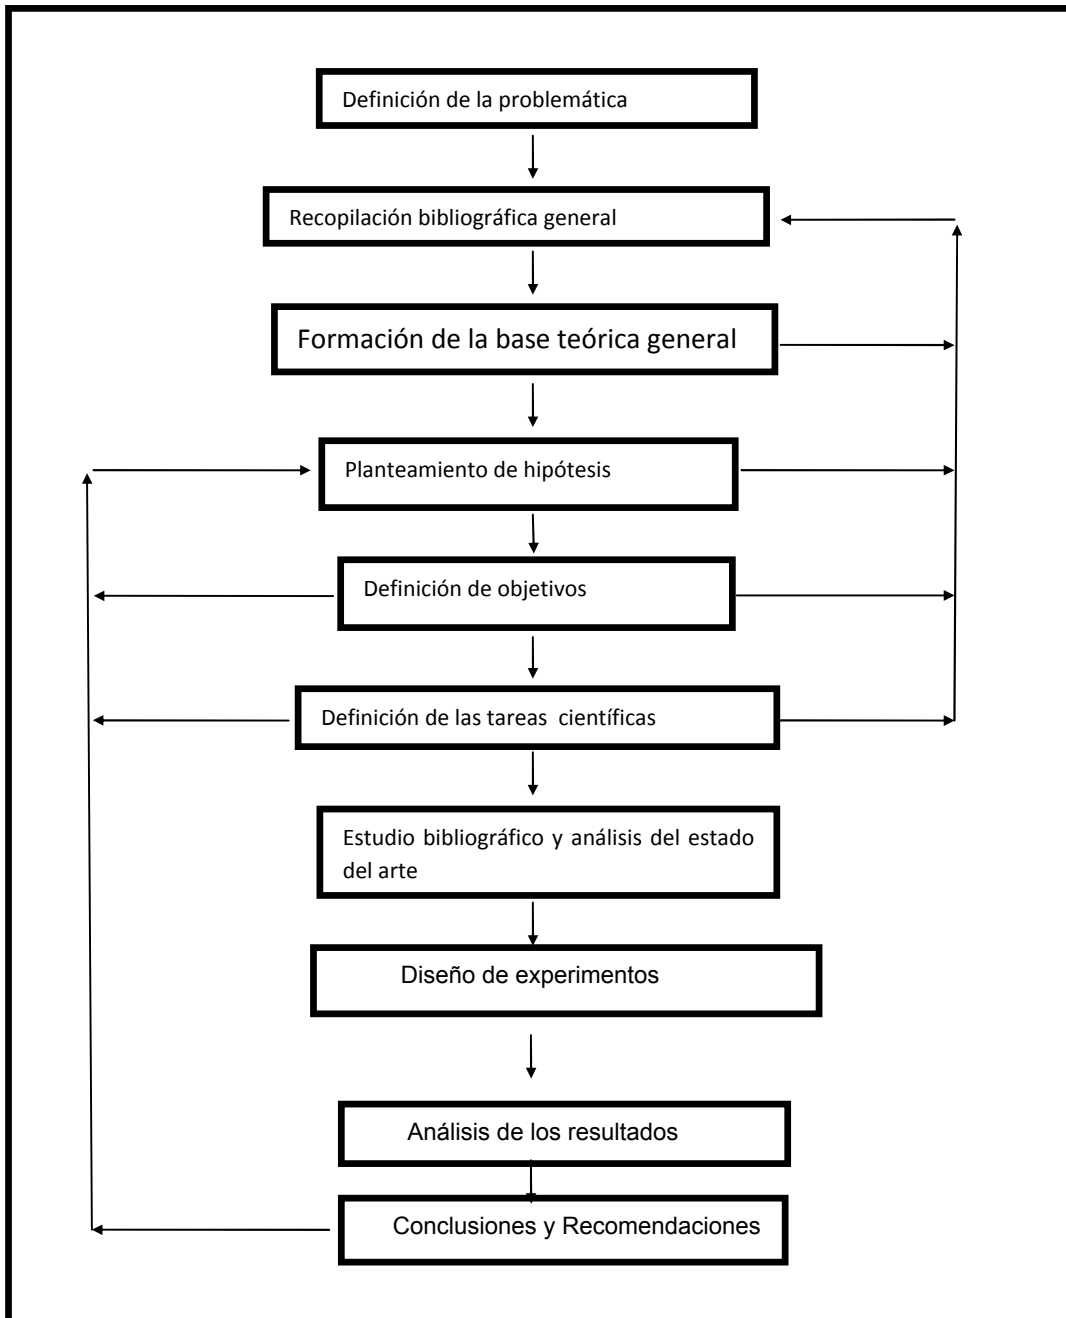 Definición de la problemática
Recopilación bibliográfica general
Formación de la base teórica general
Planteamiento de hipótesis
Definición de objetivos
Definición de las tareas  científicas
Estudio bibliográfico y análisis del estado
del arte
Diseño de experimentos
Análisis de los resultados
Conclusiones y Recomendaciones